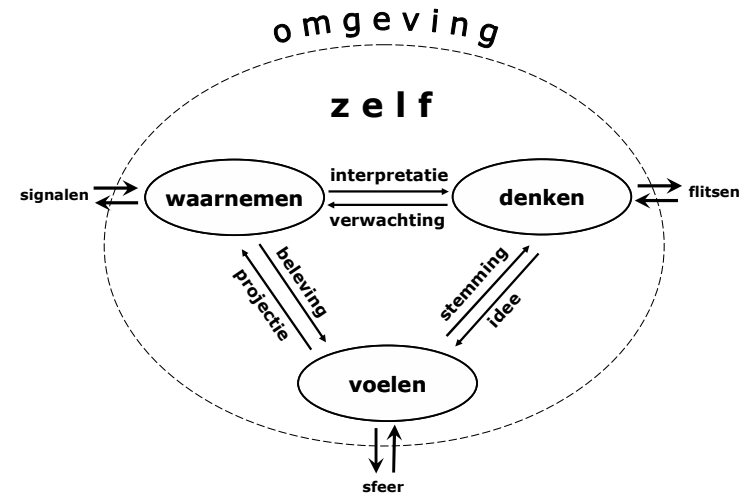 omgeving
zelf
interpretatie
signalen
waarnemen
denken
flitsen
verwachting
beleving
projectie
stemming
idee
voelen
sfeer